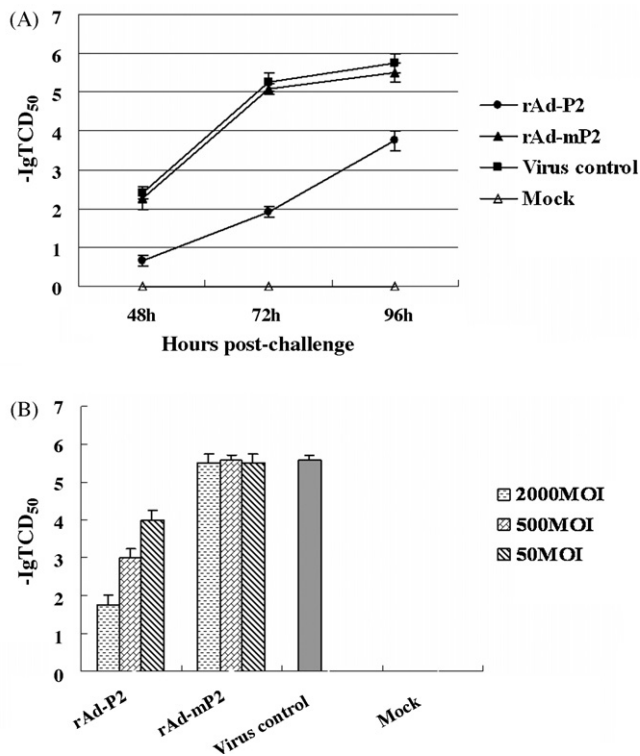 (A)
7
6
5
4
3
2
1
0
-lgTCD50
48h
72h
96h
Hours post-challenge
rAd-P2
rAd-mP2
Virus control
Mock
(B)
7
6
5
4
3
2
1
0
-lgTCD50
rAd-P2
rAd-mP2
Virus control
Mock
2000MOI
500MOI
50MOI